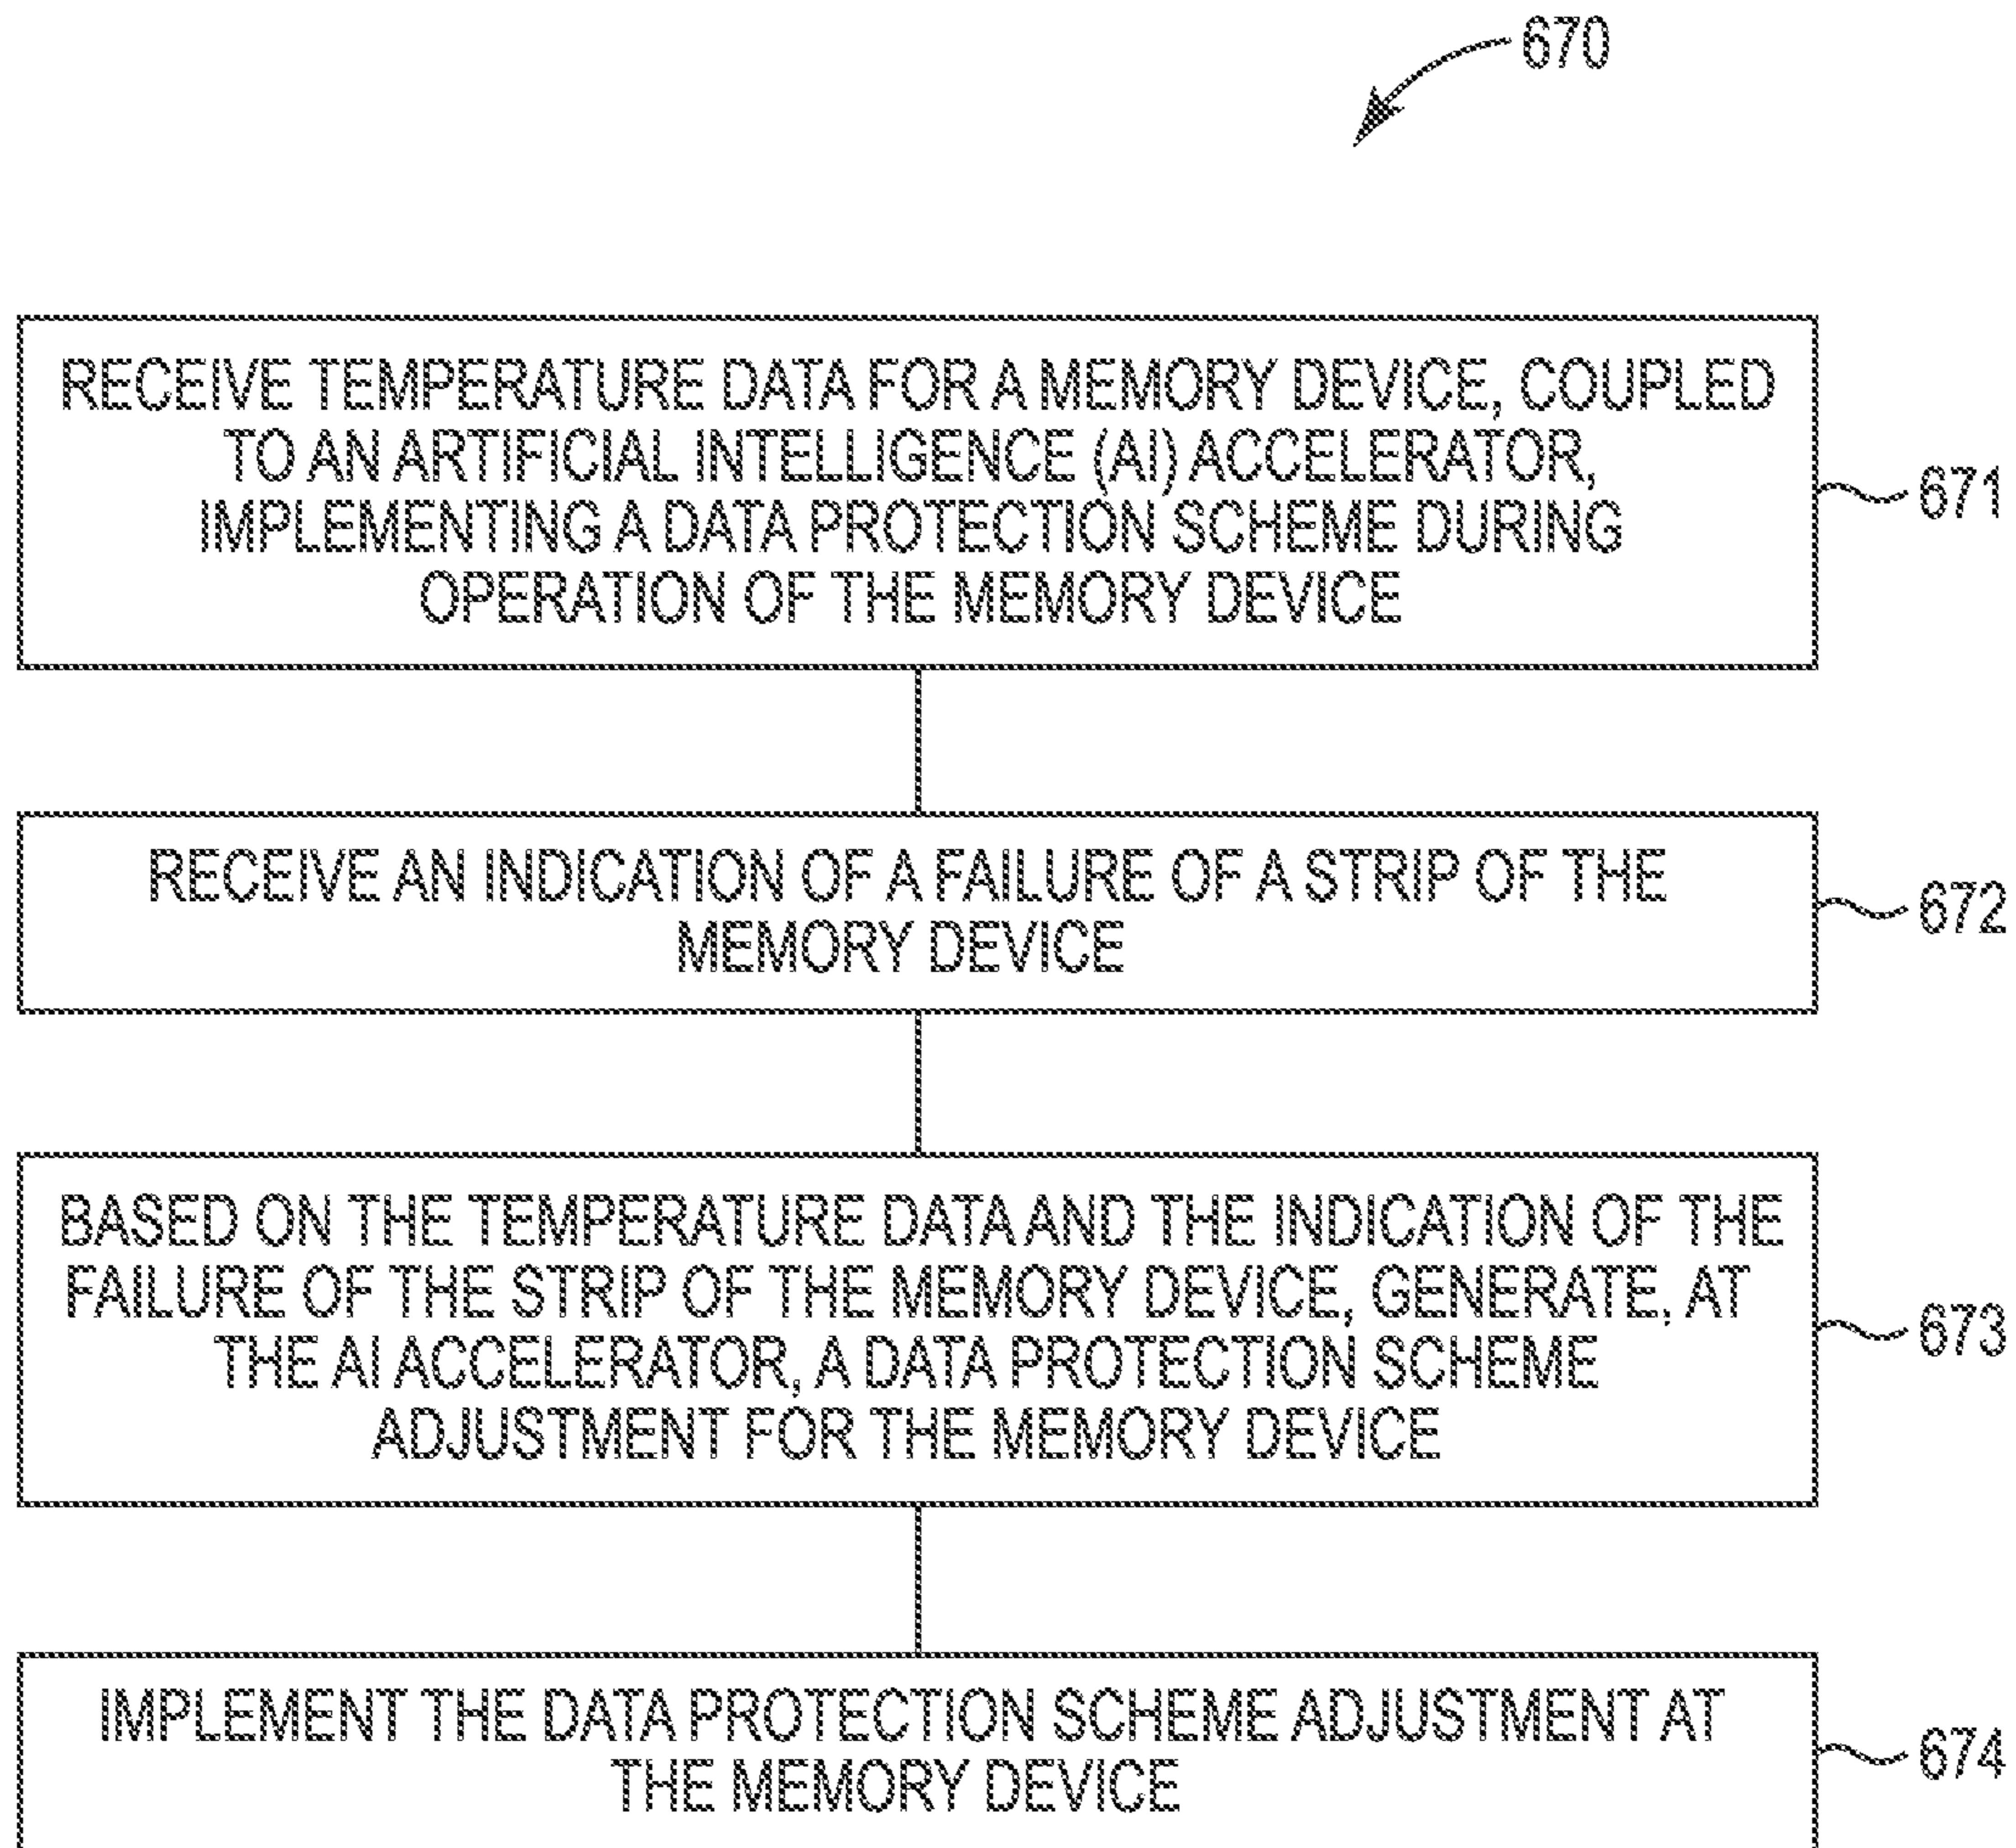 670
RECEIVE TEMPERATURE DATA FOR A MEMORY DEVICE, COUPLED
TO AN ARTIFICIAL INTELLIGENCE (AI) ACCELERATOR,
IMPLEMENTING A DATA PROTECTION SCHEME DURING
OPERATION OF THE MEMORY DEVICE
671
RECEIVE AN INDICATION OF A FAILURE OF A STRIP OF THE
MEMORY DEVICE
672
BASED ON THE TEMPERATURE DATA AND THE INDICATION OF THE
FAILURE OF THE STRIP OF THE MEMORY DEVICE, GENERATE, AT
THE AI ACCELERATOR, A DATA PROTECTION SCHEME
ADJUSTMENT FOR THE MEMORY DEVICE
673
IMPLEMENT THE DATA PROTECTION SCHEME ADJUSTMENT AT
THE MEMORY DEVICE
674